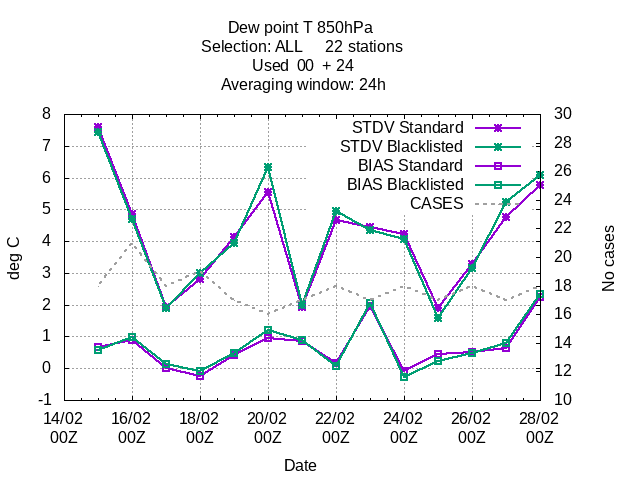 Dew point T 850hPa
Selection: ALL 22 stations
Used 00 + 24
Averaging window: 24h
STDV Standard
STDV Blacklisted
BIAS Standard
BIAS Blacklisted
CASES
deg C
8
7
6
5
4
3
2
1
0
-1
30
28
26
24
22
20
18
16
14
12
10
No cases
14/02 16/02 18/02 20/02 22/02 24/02 26/02 28/02
00Z 00Z 00Z 00Z 00Z 00Z 00Z 00Z
Date